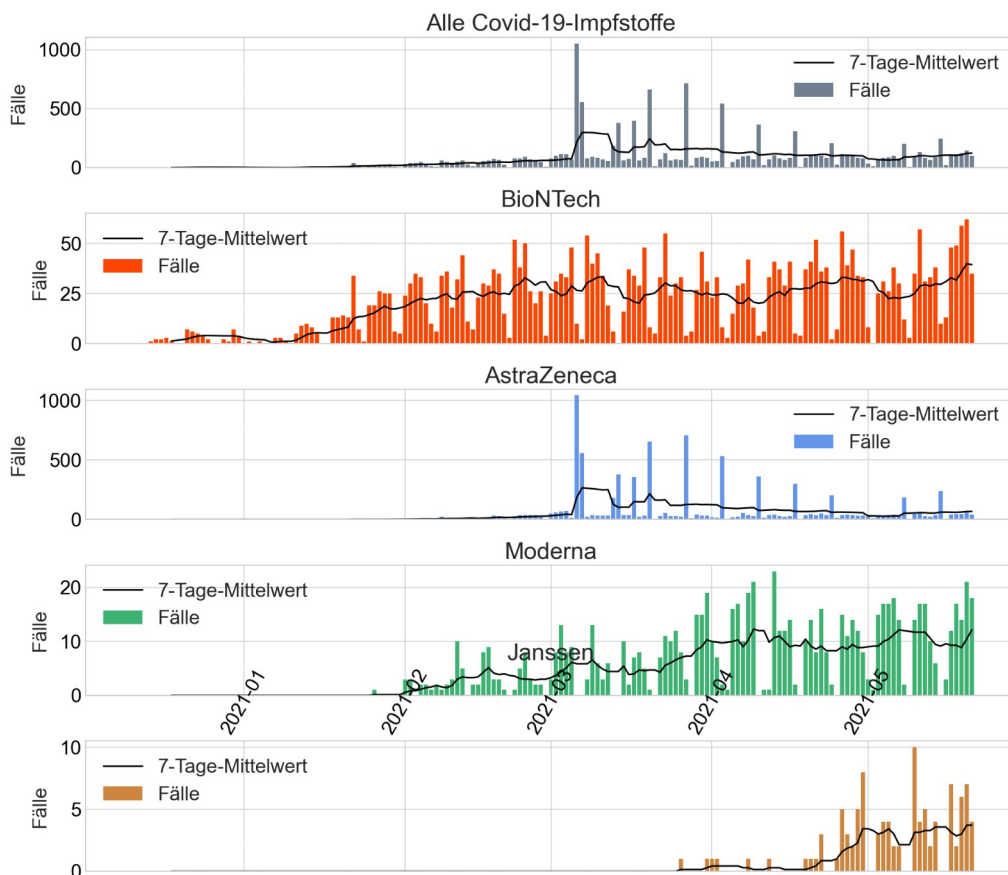 Alle Covid-19-Impfstoffe
Fälle
1000
500
0
7-Tage-Mittelwert
Fälle
BioNTech
Fälle
50
25
0
7-Tage-Mittelwert
Fälle
AstraZeneca
Fälle
1000
500
0
7-Tage-Mittelwert
Fälle
Moderna
Fälle
20
10
0
7-Tage-Mittelwert
Fälle
2021-01
2021-02
2021-03
2021-04
2021-05
Janssen
Fälle
10
5
0
7-Tage-Mittelwert
Fälle